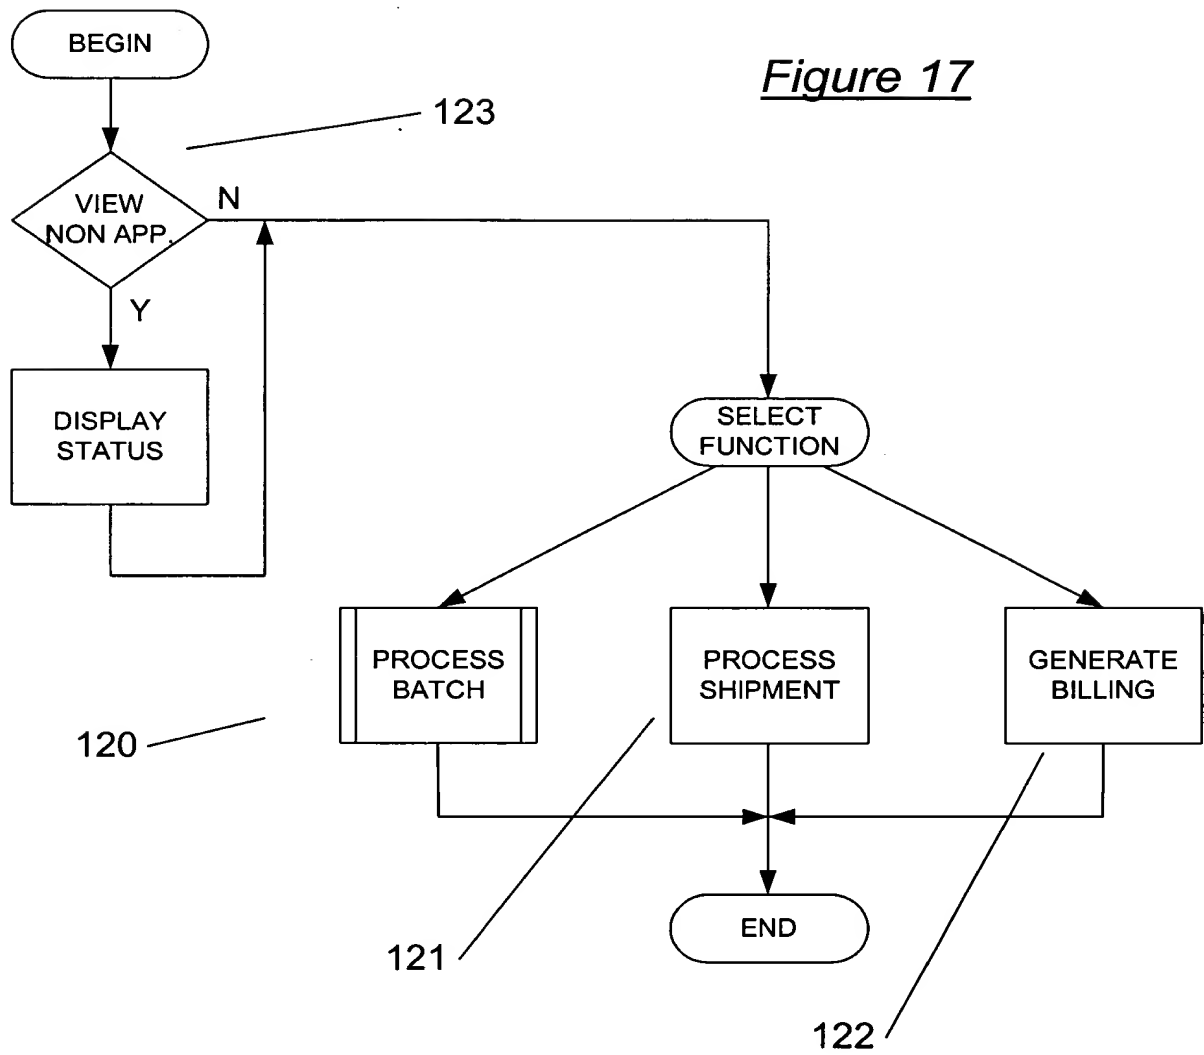 BEGIN
Figure 17
123
VIEW
NON APP.
N
Y
DISPLAY
STATUS
SELECT
FUNCTION
PROCESS
BATCH
PROCESS
SHIPMENT
GENERATE
BILLING
120
121
END
122